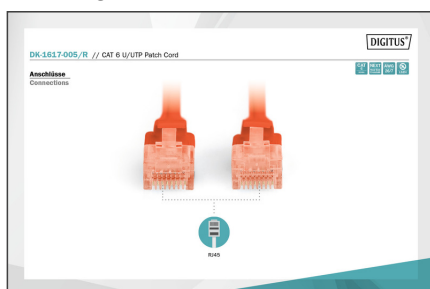 DIGITUS®
DK-1617-005/R // CAT 6 U/UTP Patch Cord
Anschlüsse
Connections
RJ45